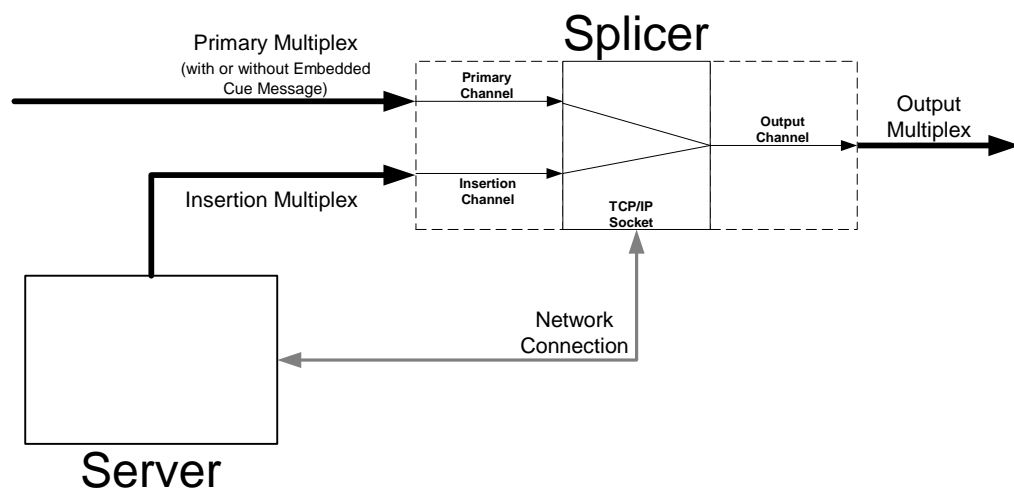 Splicer
Primary Multiplex
(with or without Embedded
Cue Message)
Primary
Channel
Output
Channel
Output
Multiplex
Insertion Multiplex
Insertion
Channel
TCP/IP
Socket
Network
Connection
Server